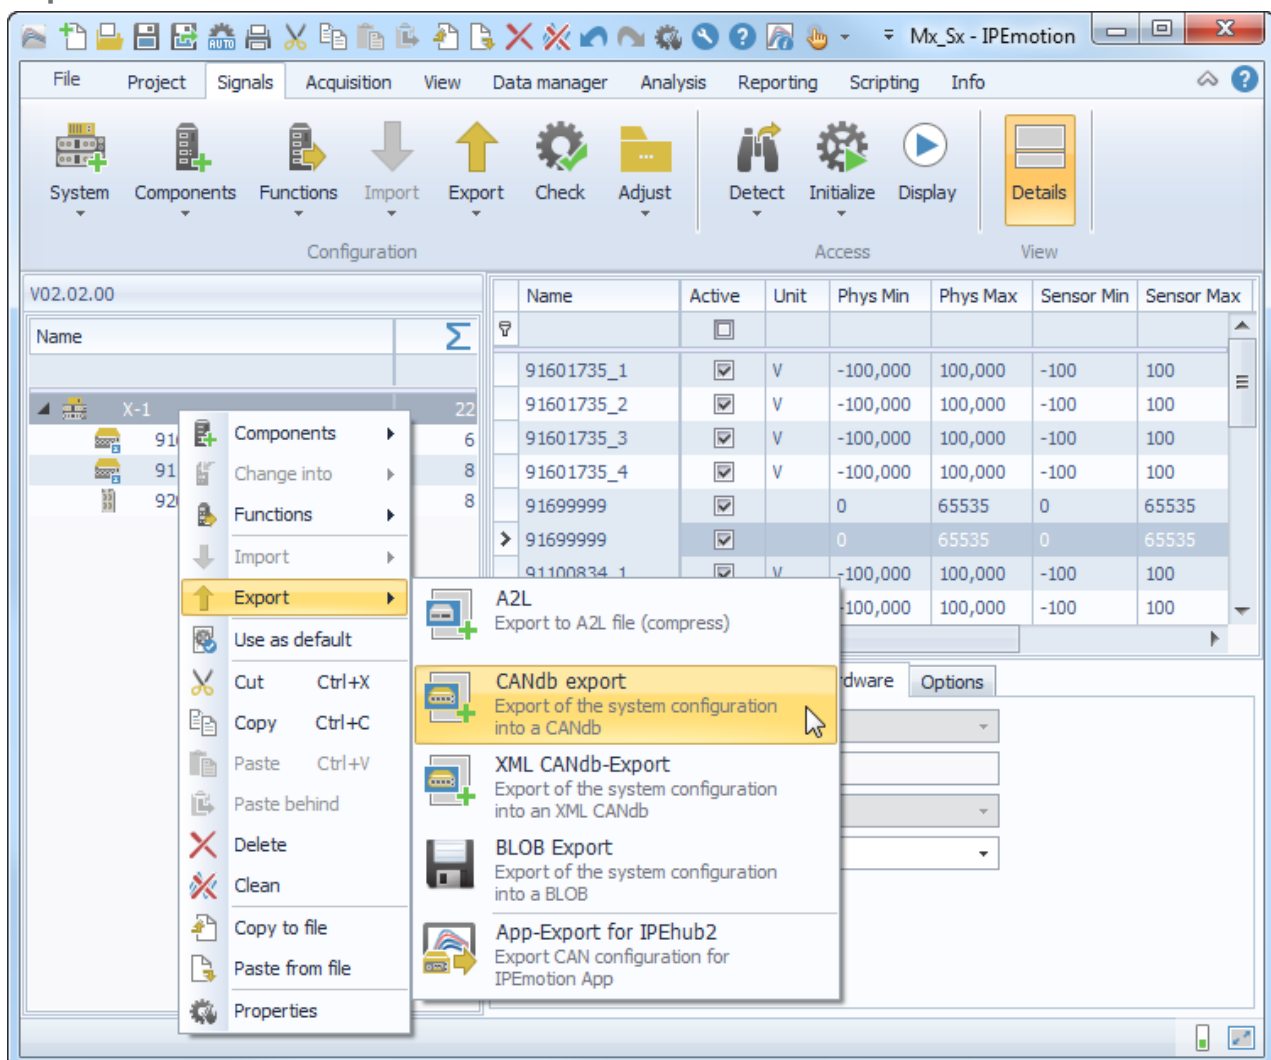 Mx_Sx - IPEmotion
File Project Signals Acquisition View Data manager Analysis Reporting Scripting Info
AUTO
System Components Functions Import Export Check Adjust Detect Initialize Display Details
Configuration Access View
V02.02.00
Name Σ
Name Active Unit Phys Min Phys Max Sensor Min Sensor Max
X-1 22
6
8
8
91601735_1 V -100,000 100,000 -100 100
91601735_2 V -100,000 100,000 -100 100
91601735_3 V -100,000 100,000 -100 100
91601735_4 V -100,000 100,000 -100 100
91699999 0 65535 0 65535
91699999 0 65535 0 65535
91100834_1 V -100,000 100,000 -100 100
-100,000 100,000 -100 100
Components
Change into
Functions
Import
Export
Use as default
Cut Ctrl+X
Copy Ctrl+C
Paste Ctrl+V
Paste behind
Delete
Clean
Copy to file
Paste from file
Properties
A2L
Export to A2L file (compress)
CANdb export
Export of the system configuration
into a CANdb
XML CANdb-Export
Export of the system configuration
into an XML CANdb
BLOB Export
Export of the system configuration
into a BLOB
App-Export for IPEhub2
Export CAN configuration for
IPEmotion App
Options